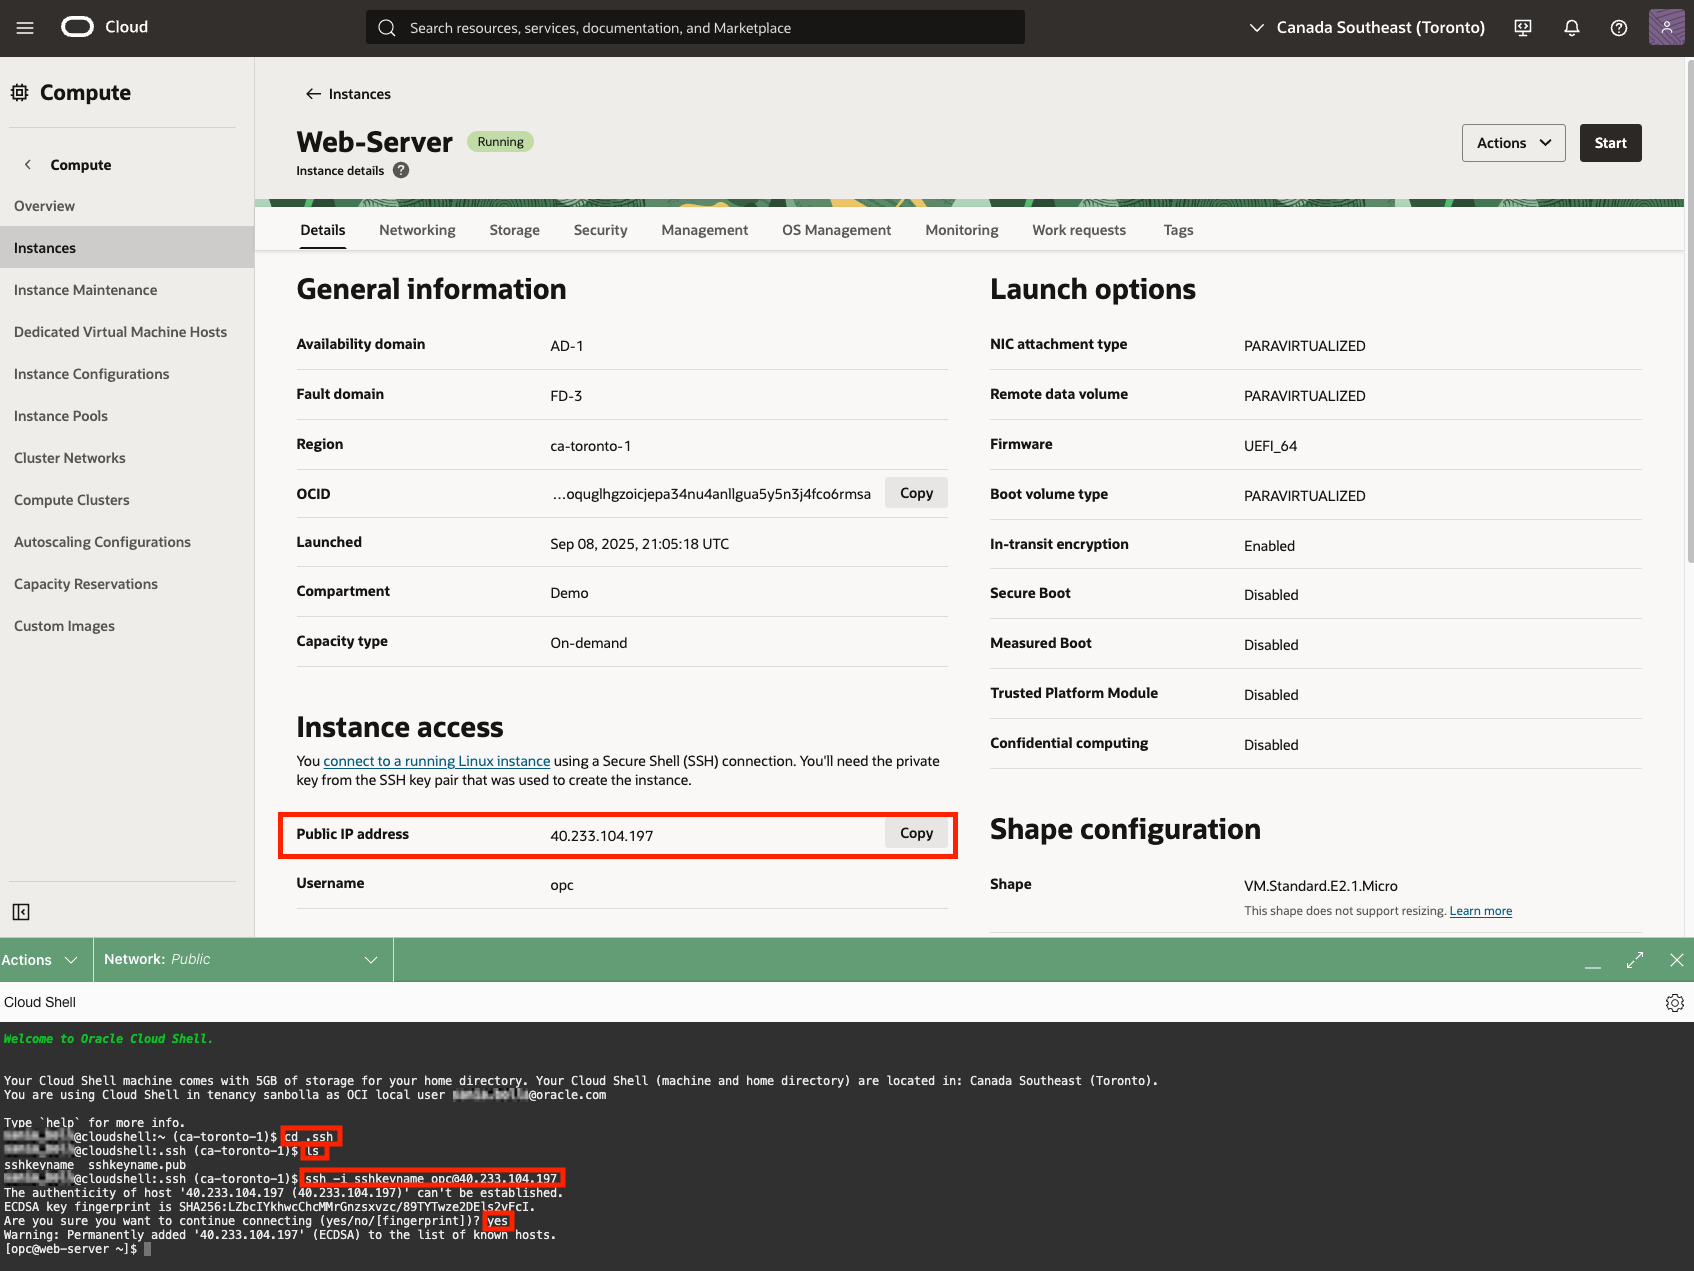 Cloud
Search resources, services, documentation, and Marketplace
Canada Southeast (Toronto)
Compute
Compute
Overview
Instances
Instance Maintenance
Dedicated Virtual Machine Hosts
Instance Configurations
Instance Pools
Cluster Networks
Compute Clusters
Autoscaling Configurations
Capacity Reservations
Custom Images
Instances
Web-Server Running
Instance details
Actions Start
Details Networking Storage Security Management OS Management Monitoring Work requests Tags
General information
Availability domain AD-1
Fault domain FD-3
Region ca-toronto-1
OCID ...oquglhgzoicjepa34nu4anllgua5y5n3j4fco6rmsa Copy
Launched Sep 08, 2025, 21:05:18 UTC
Compartment Demo
Capacity type On-demand
Instance access
You connect to a running Linux instance using a Secure Shell (SSH) connection. You'll need the private
key from the SSH key pair that was used to create the instance.
Public IP address 40.233.104.197 Copy
Username opc
Launch options
NIC attachment type PARAVIRTUALIZED
Remote data volume PARAVIRTUALIZED
Firmware UEFI_64
Boot volume type PARAVIRTUALIZED
In-transit encryption Enabled
Secure Boot Disabled
Measured Boot Disabled
Trusted Platform Module Disabled
Confidential computing Disabled
Shape configuration
Shape VM.Standard.E2.1.Micro
This shape does not support resizing. Learn more
Actions Network: Public
Cloud Shell
Welcome to Oracle Cloud Shell.
Your Cloud Shell machine comes with 5GB of storage for your home directory. Your Cloud Shell (machine and home directory) are located in: Canada Southeast (Toronto).
You are using Cloud Shell in tenancy sanbolla as OCI local user @oracle.com
Type `help` for more info.
@cloudshell:~ (ca-toronto-1)$ cd .ssh
@cloudshell:.ssh (ca-toronto-1)$ ls
sshkeyname sshkeyname.pub
@cloudshell:.ssh (ca-toronto-1)$ ssh -i sshkeyname opc@40.233.104.197
The authenticity of host '40.233.104.197 (40.233.104.197)' can't be established.
ECDSA key fingerprint is SHA256:LZbcIYkhwcChcMMrGnzsxvzc/89TYTwze2DEls2vFcI.
Are you sure you want to continue connecting (yes/no/[fingerprint])? yes
Warning: Permanently added '40.233.104.197' (ECDSA) to the list of known hosts.
[opc@web-server ~]$